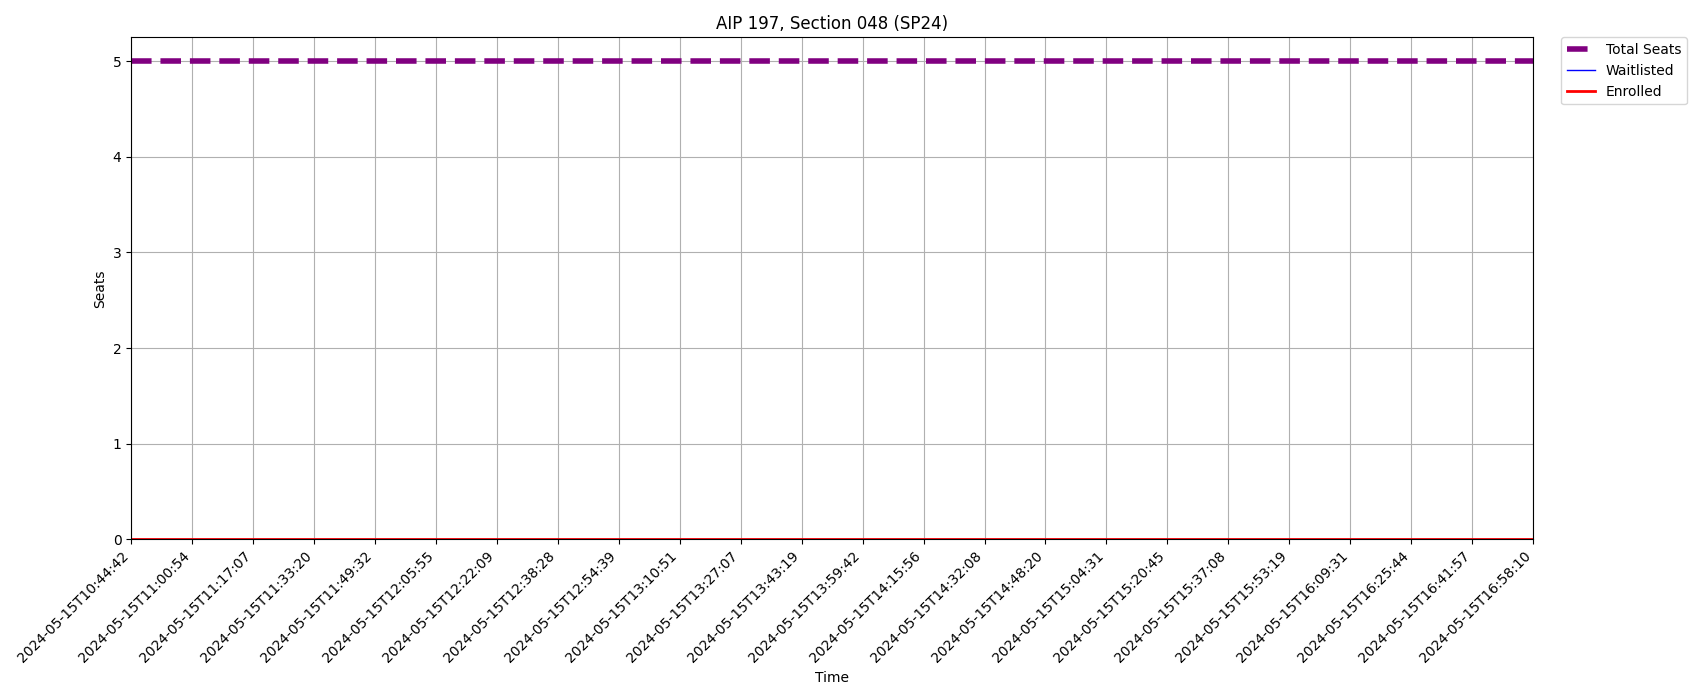 AIP 197, Section 048 (SP24)
Total Seats
Waitlisted
Enrolled
5
4
3
2
1
0
Seats
2024-05-15T10:44:42
2024-05-15T11:00:54
2024-05-15T11:17:07
2024-05-15T11:33:20
2024-05-15T11:49:32
2024-05-15T12:05:55
2024-05-15T12:22:09
2024-05-15T12:38:28
2024-05-15T12:54:39
2024-05-15T13:10:51
2024-05-15T13:27:07
2024-05-15T13:43:19
2024-05-15T13:59:42
2024-05-15T14:15:56
2024-05-15T14:32:08
2024-05-15T14:48:20
2024-05-15T15:04:31
2024-05-15T15:20:45
2024-05-15T15:37:08
2024-05-15T15:53:19
2024-05-15T16:09:31
2024-05-15T16:25:44
2024-05-15T16:41:57
2024-05-15T16:58:10
Time